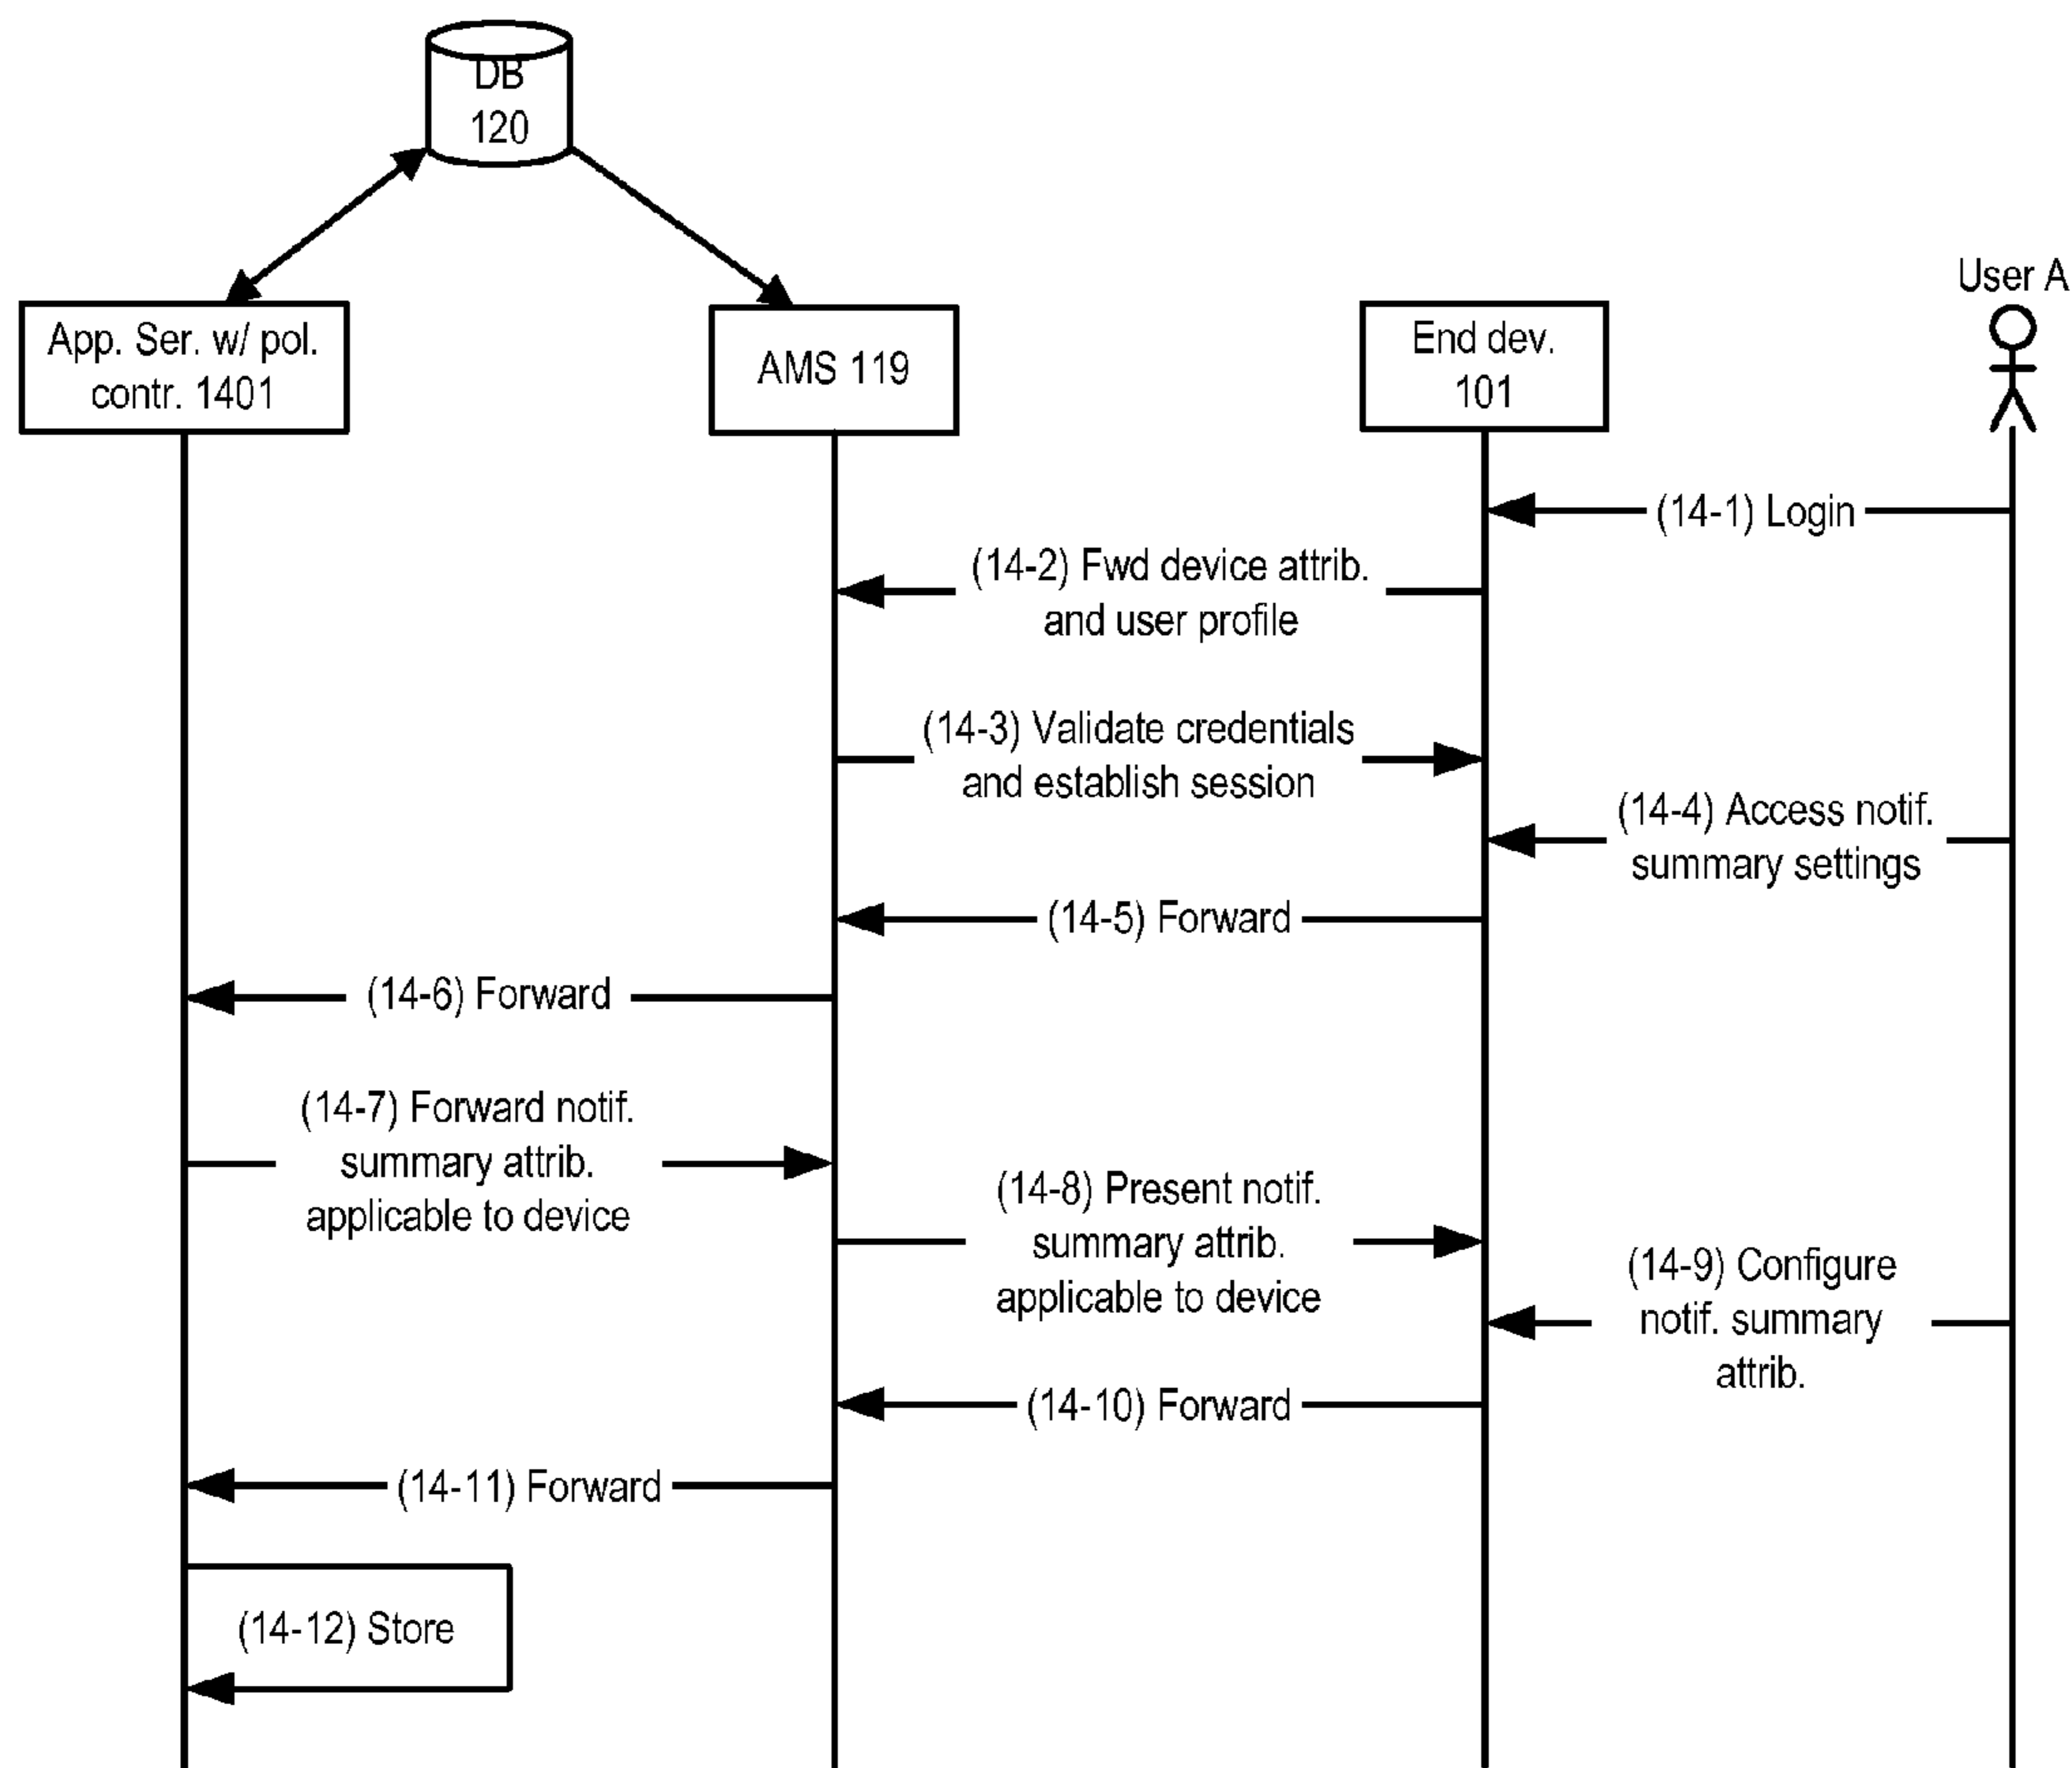 DB
120
User A
App. Ser. w/ pol.
contr. 1401
AMS 119
End dev.
101
(14-1) Login
(14-2) Fwd device attrib.
and user profile
(14-3) Validate credentials
and establish session
(14-4) Access notif.
summary settings
(14-5) Forward
(14-6) Forward
(14-7) Forward notif.
summary attrib.
applicable to device
(14-8) Present notif.
summary attrib.
applicable to device
(14-9) Configure
notif. summary
attrib.
(14-10) Forward
(14-11) Forward
(14-12) Store